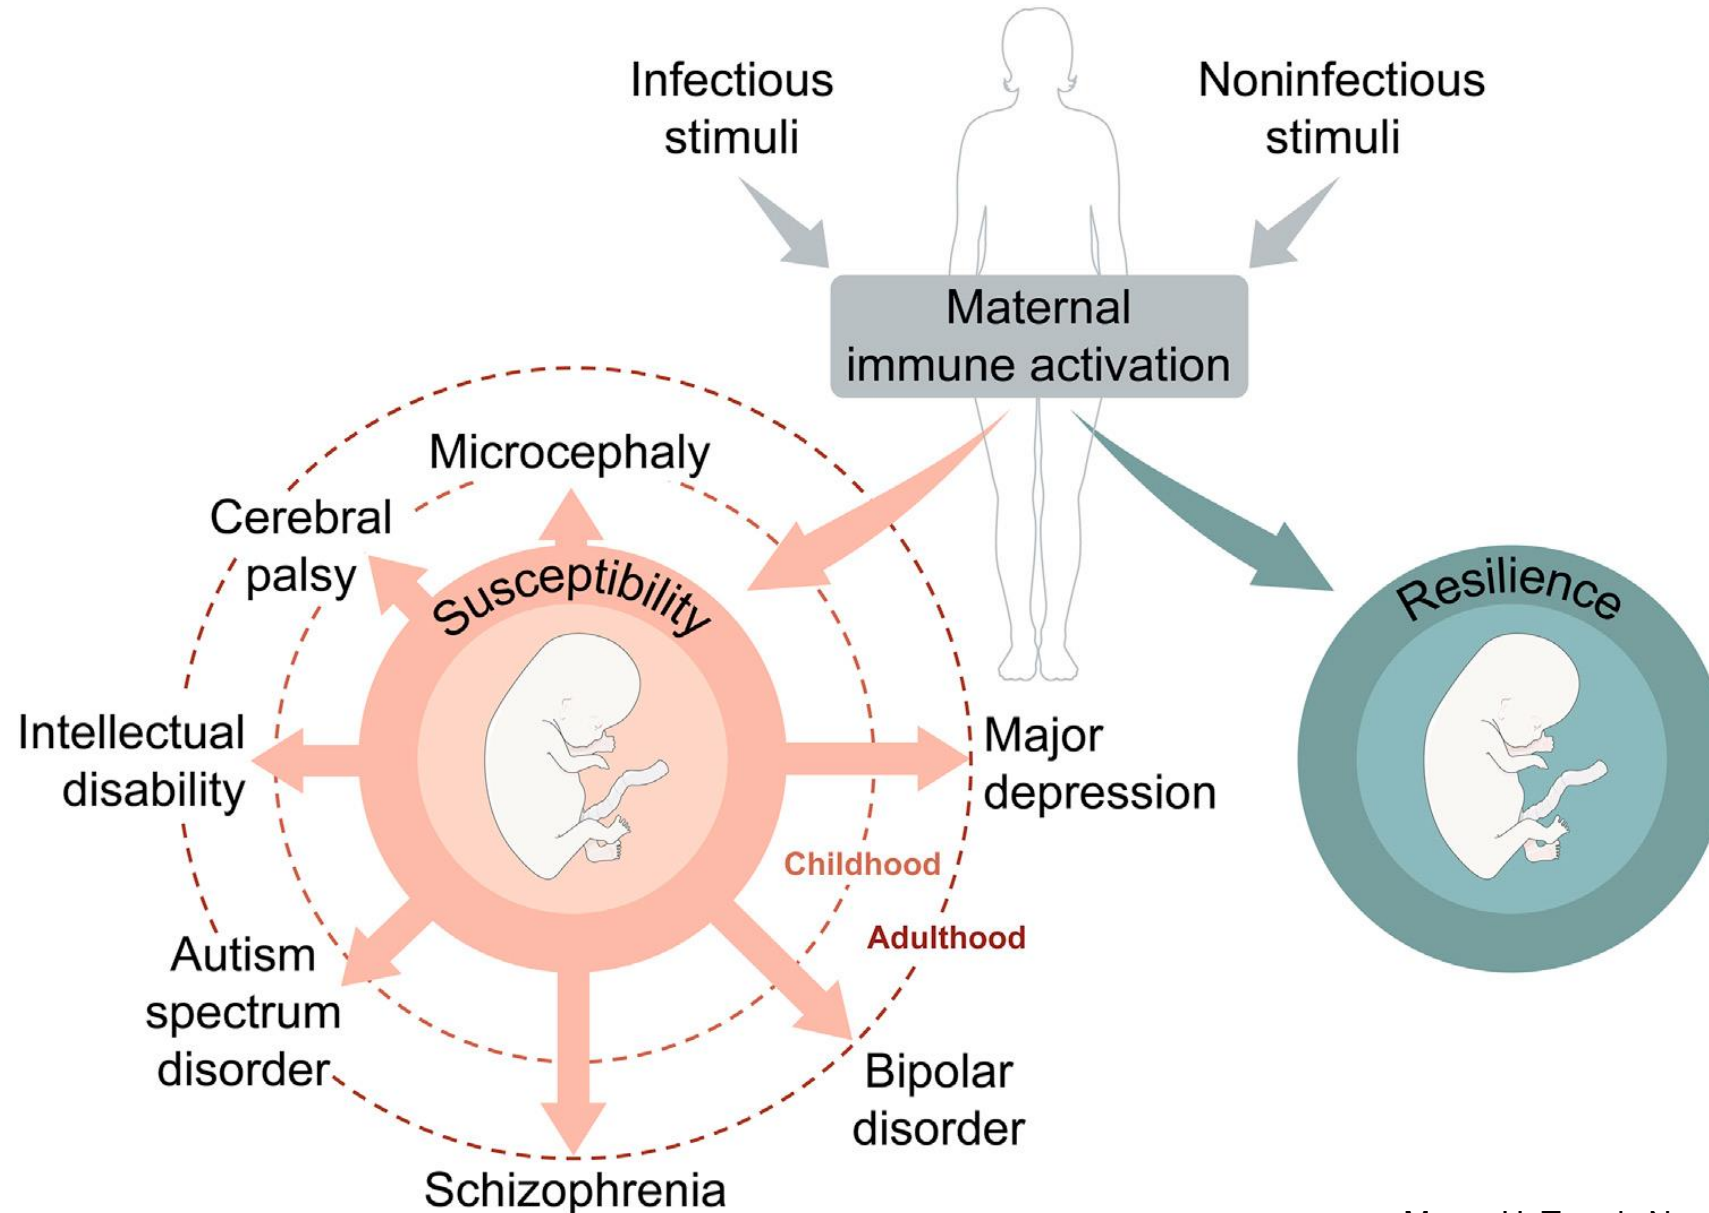 Infectious
stimuli
Noninfectious
stimuli
Maternal
immune activation
Microcephaly
Cerebral
palsy
Susceptibility
Resilience
Intellectual
disability
Major
depression
Childhood
Adulthood
Autism
spectrum
disorder
Bipolar
disorder
Schizophrenia